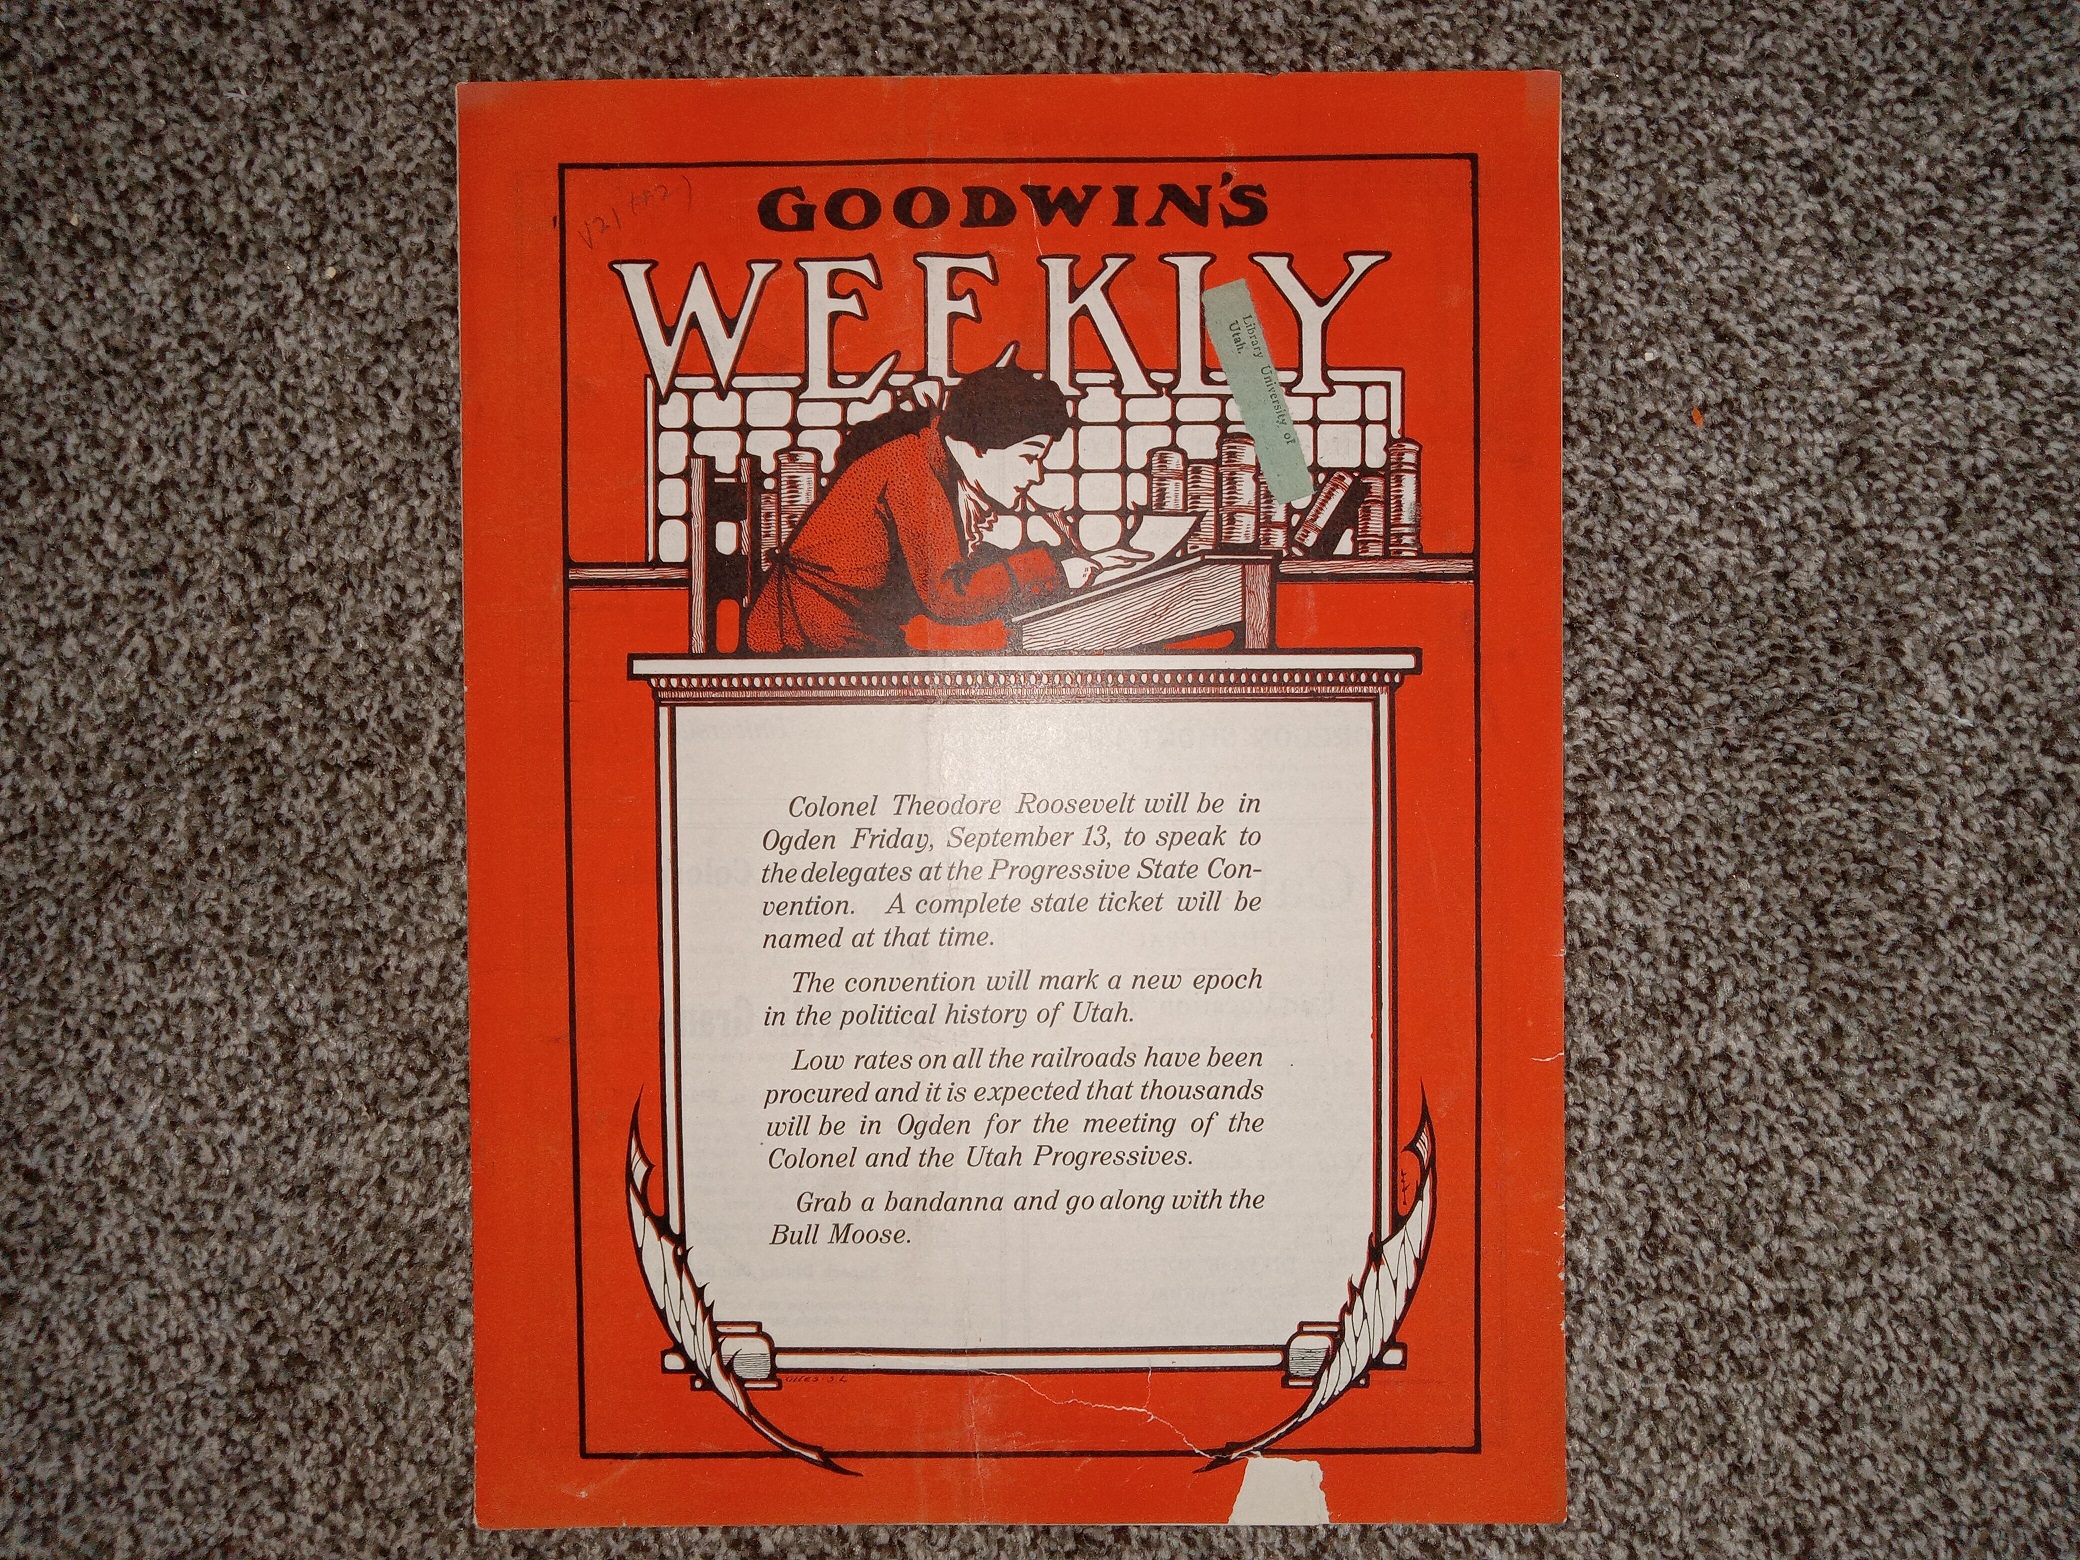 GOODWIN'S
V21
WEEKLY
Library University of
Utah.
Colonel Theodore Roosevelt will be in
Ogden Friday, September 13, to speak to
the delegates at the Progressive State Con-
vention. A complete state ticket will be
named at that time.
The convention will mark a new epoch
in the political history of Utah.
Low rates on all the railroads have been
procured and it is expected that thousands
will be in Ogden for the meeting of the
Colonel and the Utah Progressives.
Grab a bandanna and go along with the
Bull Moose.